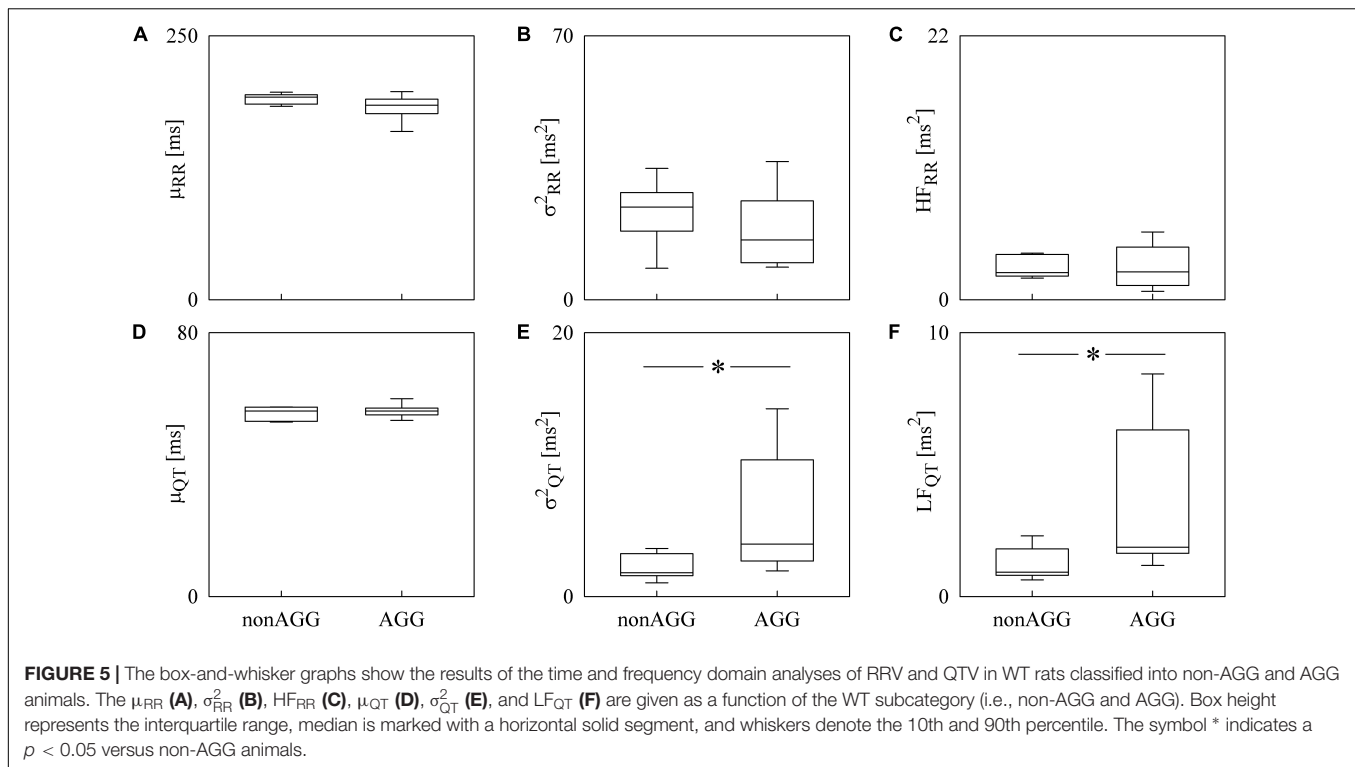 A
B
C
250
70
22
μRR [ms]
σ²RR [ms²]
HFRR [ms²]
0
0
0
D
E
F
80
20
10
*
*
μQT [ms]
σ²QT [ms²]
LFQT [ms²]
0
0
0
nonAGG AGG
nonAGG AGG
nonAGG AGG
FIGURE 5 | The box-and-whisker graphs show the results of the time and frequency domain analyses of RRV and QTV in WT rats classified into non-AGG and AGG
animals. The μRR (A), σ²RR (B), HFRR (C), μQT (D), σ²QT (E), and LFQT (F) are given as a function of the WT subcategory (i.e., non-AGG and AGG). Box height
represents the interquartile range, median is marked with a horizontal solid segment, and whiskers denote the 10th and 90th percentile. The symbol * indicates a
p < 0.05 versus non-AGG animals.